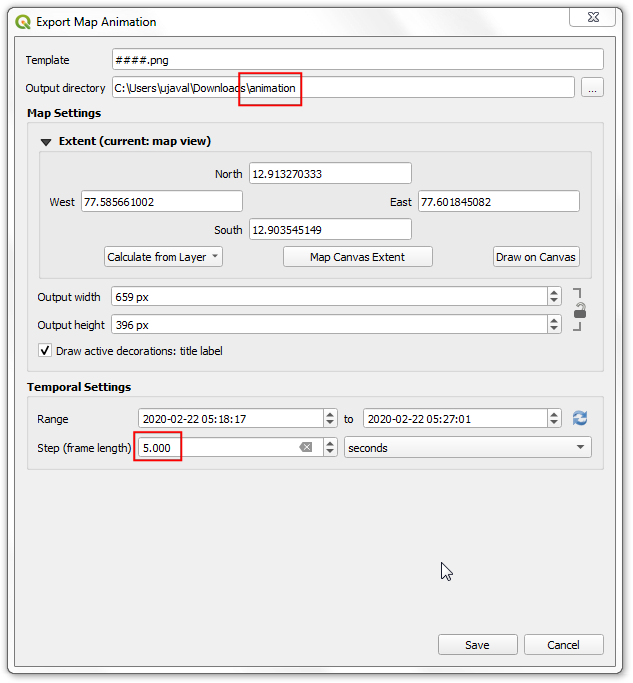 Export Map Animation
Template ####.png
Output directory C:\Users\ujaval\Downloads\animation ...
Map Settings
Extent (current: map view)
North 12.913270333
West 77.585661002 East 77.601845082
South 12.903545149
Calculate from Layer Map Canvas Extent Draw on Canvas
Output width 659 px
Output height 396 px
Draw active decorations: title label
Temporal Settings
Range 2020-02-22 05:18:17 to 2020-02-22 05:27:01
Step (frame length) 5.000 seconds
Save Cancel